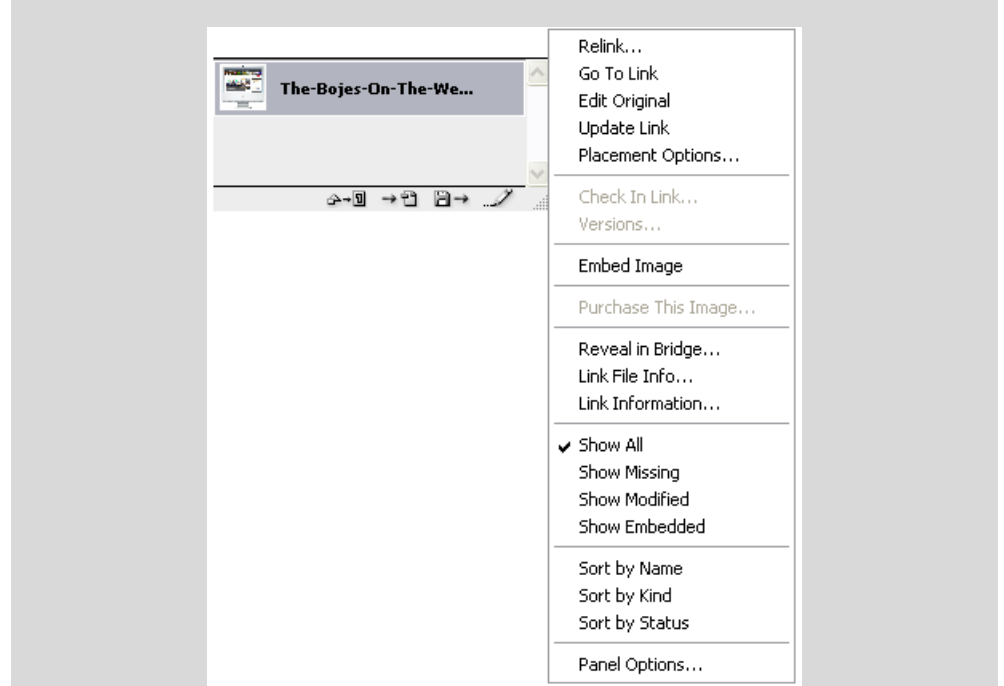 The-Bojes-On-The-We...
Relink...
Go To Link
Edit Original
Update Link
Placement Options...
Check In Link...
Versions...
Embed Image
Purchase This Image...
Reveal in Bridge...
Link File Info...
Link Information...
Show All
Show Missing
Show Modified
Show Embedded
Sort by Name
Sort by Kind
Sort by Status
Panel Options...